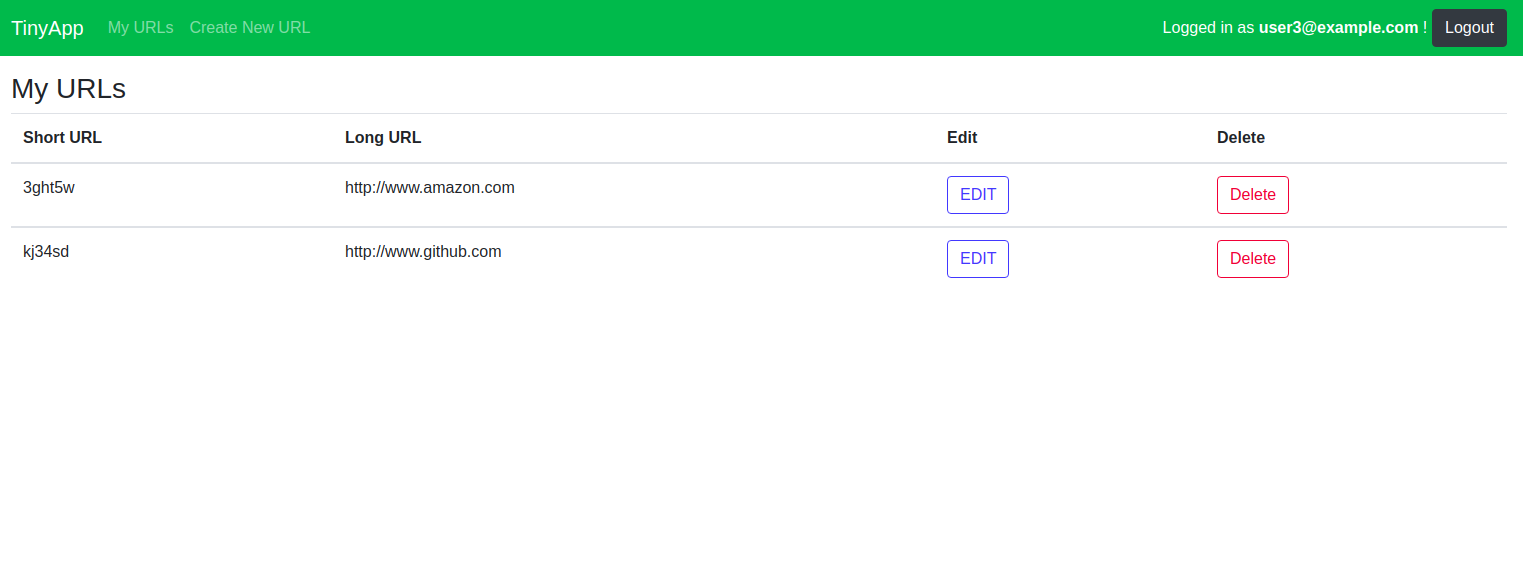 TinyApp My URLs Create New URL Logged in as user3@example.com ! Logout
My URLs
Short URL Long URL Edit Delete
3ght5w http://www.amazon.com EDIT Delete
kj34sd http://www.github.com EDIT Delete